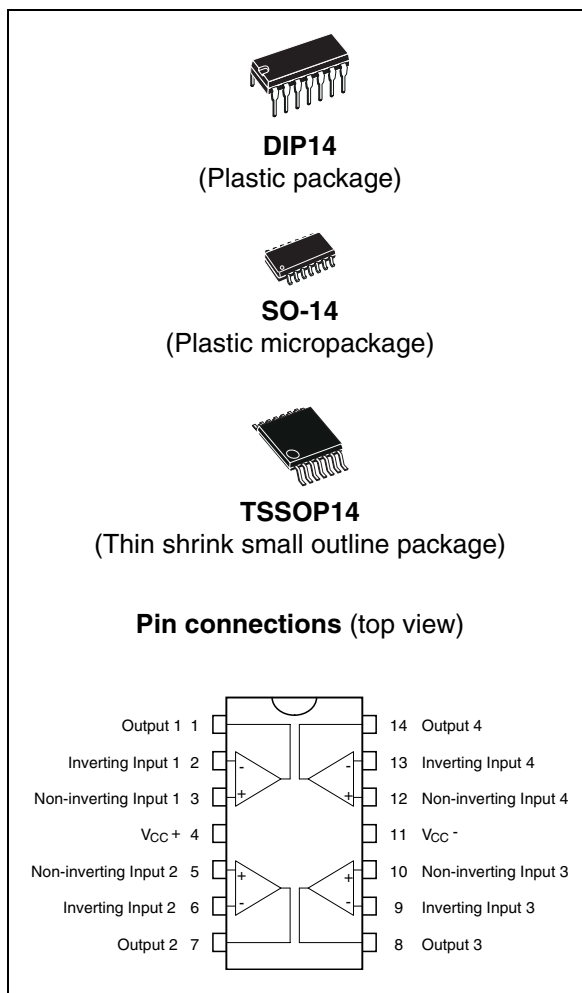 DIP14
(Plastic package)
SO-14
(Plastic micropackage)
TSSOP14
(Thin shrink small outline package)
Pin connections (top view)
Output 1 1 14 Output 4
Inverting Input 1 2 - - 13 Inverting Input 4
Non-inverting Input 1 3 + + 12 Non-inverting Input 4
VCC + 4 11 VCC -
Non-inverting Input 2 5 + + 10 Non-inverting Input 3
Inverting Input 2 6 - - 9 Inverting Input 3
Output 2 7 8 Output 3